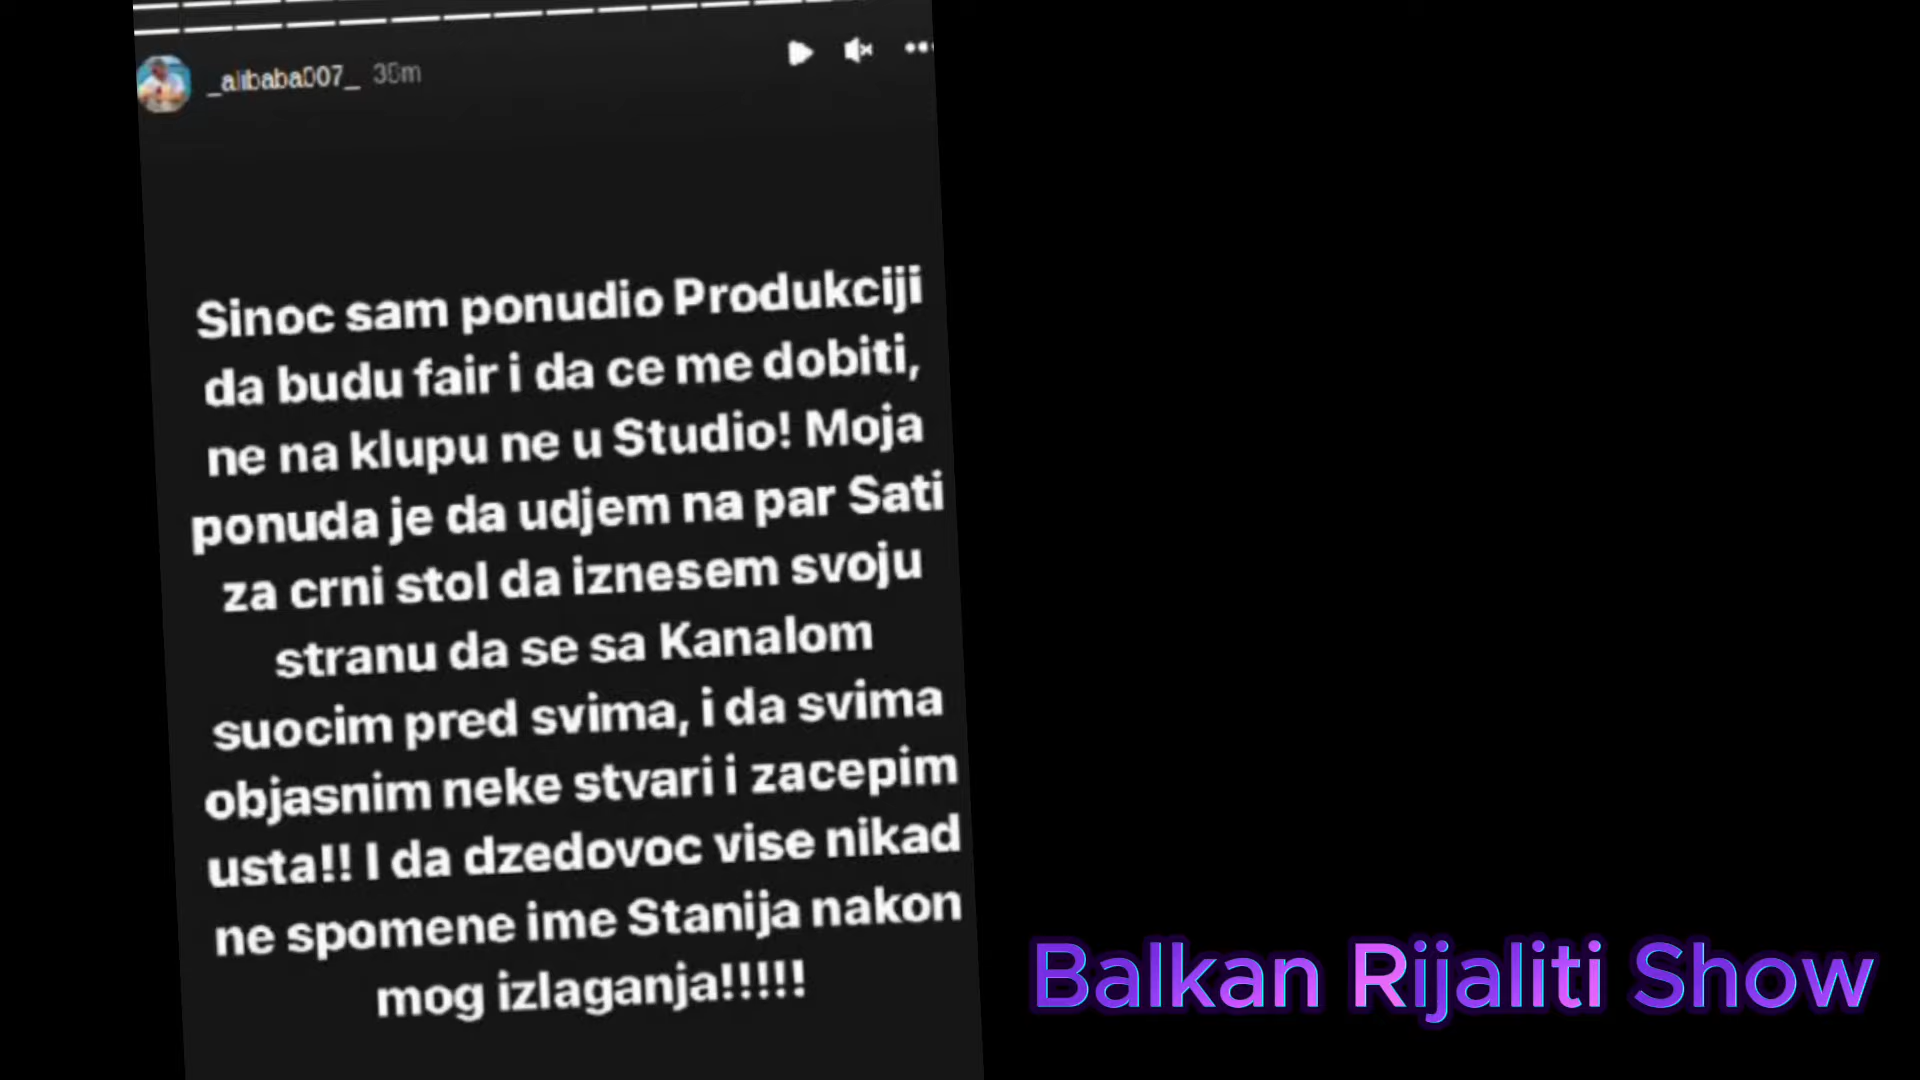 _alibaba007_ 30m
Sinoc sam ponudio Produkciji
da budu fair i da ce me dobiti,
ne na klupu ne u Studio! Moja
ponuda je da udjem na par Sati
za crni stol da iznesem svoju
stranu da se sa Kanalom
suocim pred svima, i da svima
objasnim neke stvari i zacepim
usta!! I da dzedovoc vise nikad
ne spomene ime Stanija nakon
mog izlaganja!!!!!
Balkan Rijaliti Show